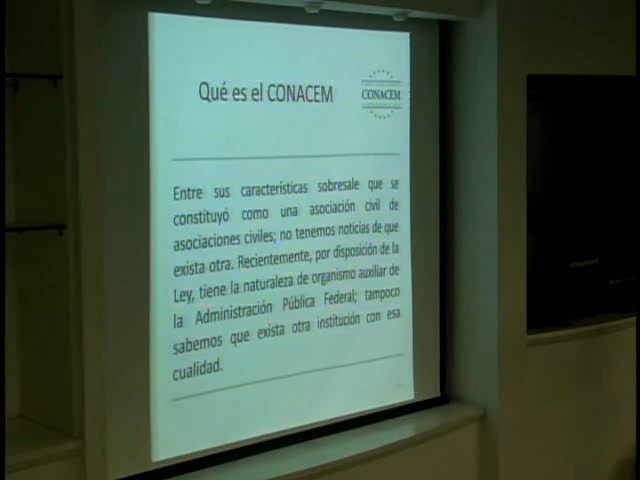 Qué es el CONACEM
CONACEM
Entre sus características sobresale que se
constituyó como una asociación civil de
asociaciones civiles; no tenemos noticias de que
exista otra. Recientemente, por disposición de la
Ley, tiene la naturaleza de organismo auxiliar de
la Administración Pública Federal; tampoco
sabemos que exista otra institución con esa
cualidad.